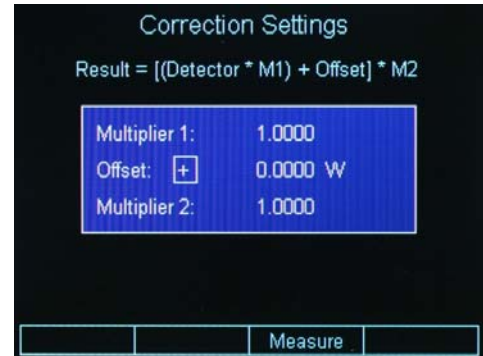 Correction Settings
Result = [(Detector * M1) + Offset] * M2
Multiplier 1: 1.0000
Offset: + 0.0000 W
Multiplier 2: 1.0000
Measure